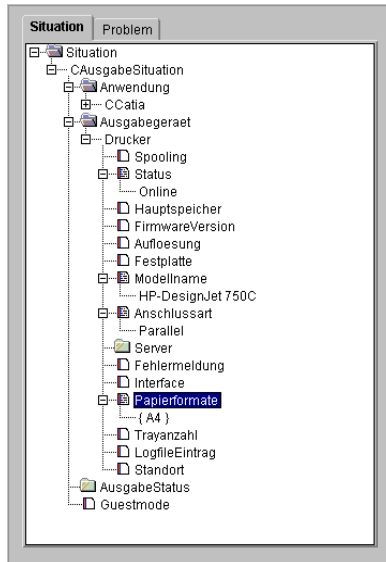 Situation Problem
Situation
CAusgabeSituation
Anwendung
CCatia
Ausgabegeraet
Drucker
Spooling
Status
Online
Hauptspeicher
FirmwareVersion
Aufloesung
Festplatte
Modellname
HP-DesignJet 750C
Anschlussart
Parallel
Server
Fehlermeldung
Interface
Papierformate
{ A4 }
Trayanzahl
LogfileEintrag
Standort
AusgabeStatus
Guestmode